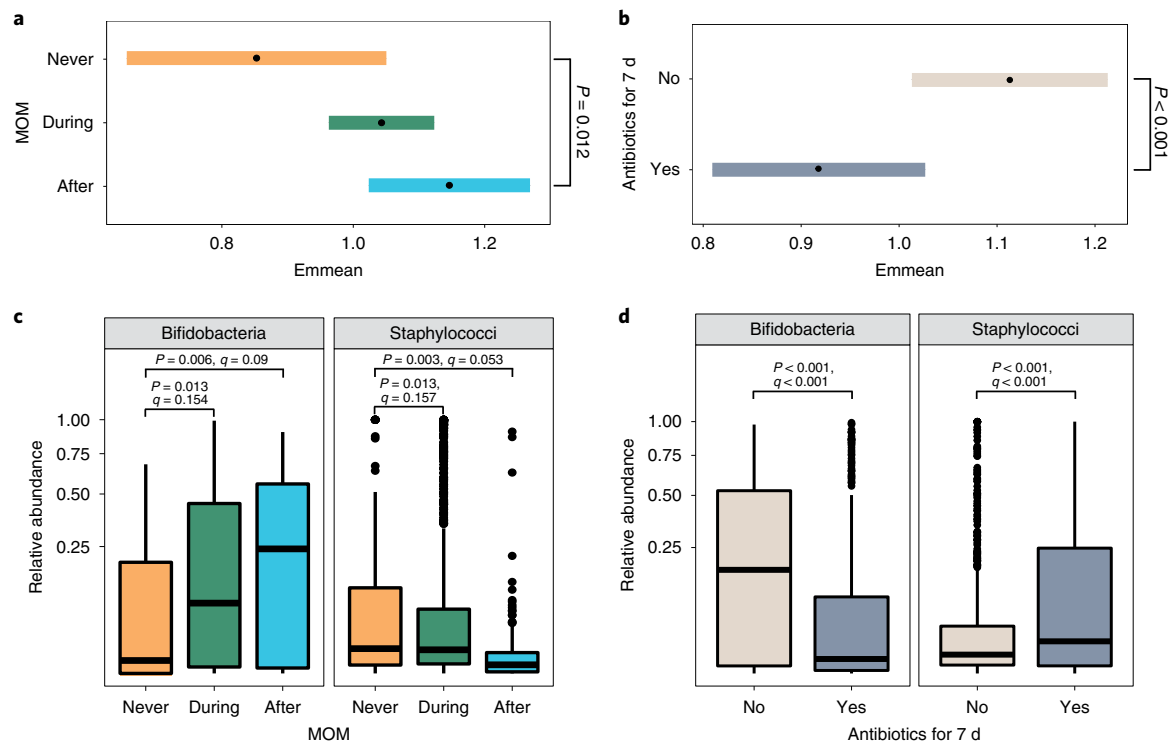 a
MOM
Never
During
After
0.8 1.0 1.2
Emmean
P = 0.012
b
Antibiotics for 7 d
No
Yes
0.8 0.9 1.0 1.1 1.2
Emmean
P < 0.001
c
Bifidobacteria
Staphylococci
P = 0.006, q = 0.09
P = 0.013
q = 0.154
P = 0.003, q = 0.053
P = 0.013,
q = 0.157
Relative abundance
1.00
0.75
0.50
0.25
Never During After
Never During After
MOM
d
Bifidobacteria
Staphylococci
P < 0.001,
q < 0.001
P < 0.001,
q < 0.001
Relative abundance
1.00
0.75
0.50
0.25
No Yes
No Yes
Antibiotics for 7 d